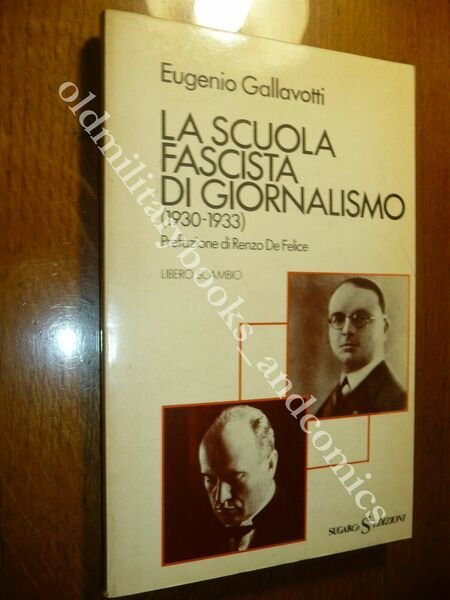 Eugenio Gallavotti
LA SCUOLA
FASCISTA
DI GIORNALISMO
(1930-1933)
Prefazione di Renzo De Felice
LIBERO SCAMBIO
SUGARCo EDIZIONI
oldmilitarybooks_andcomics